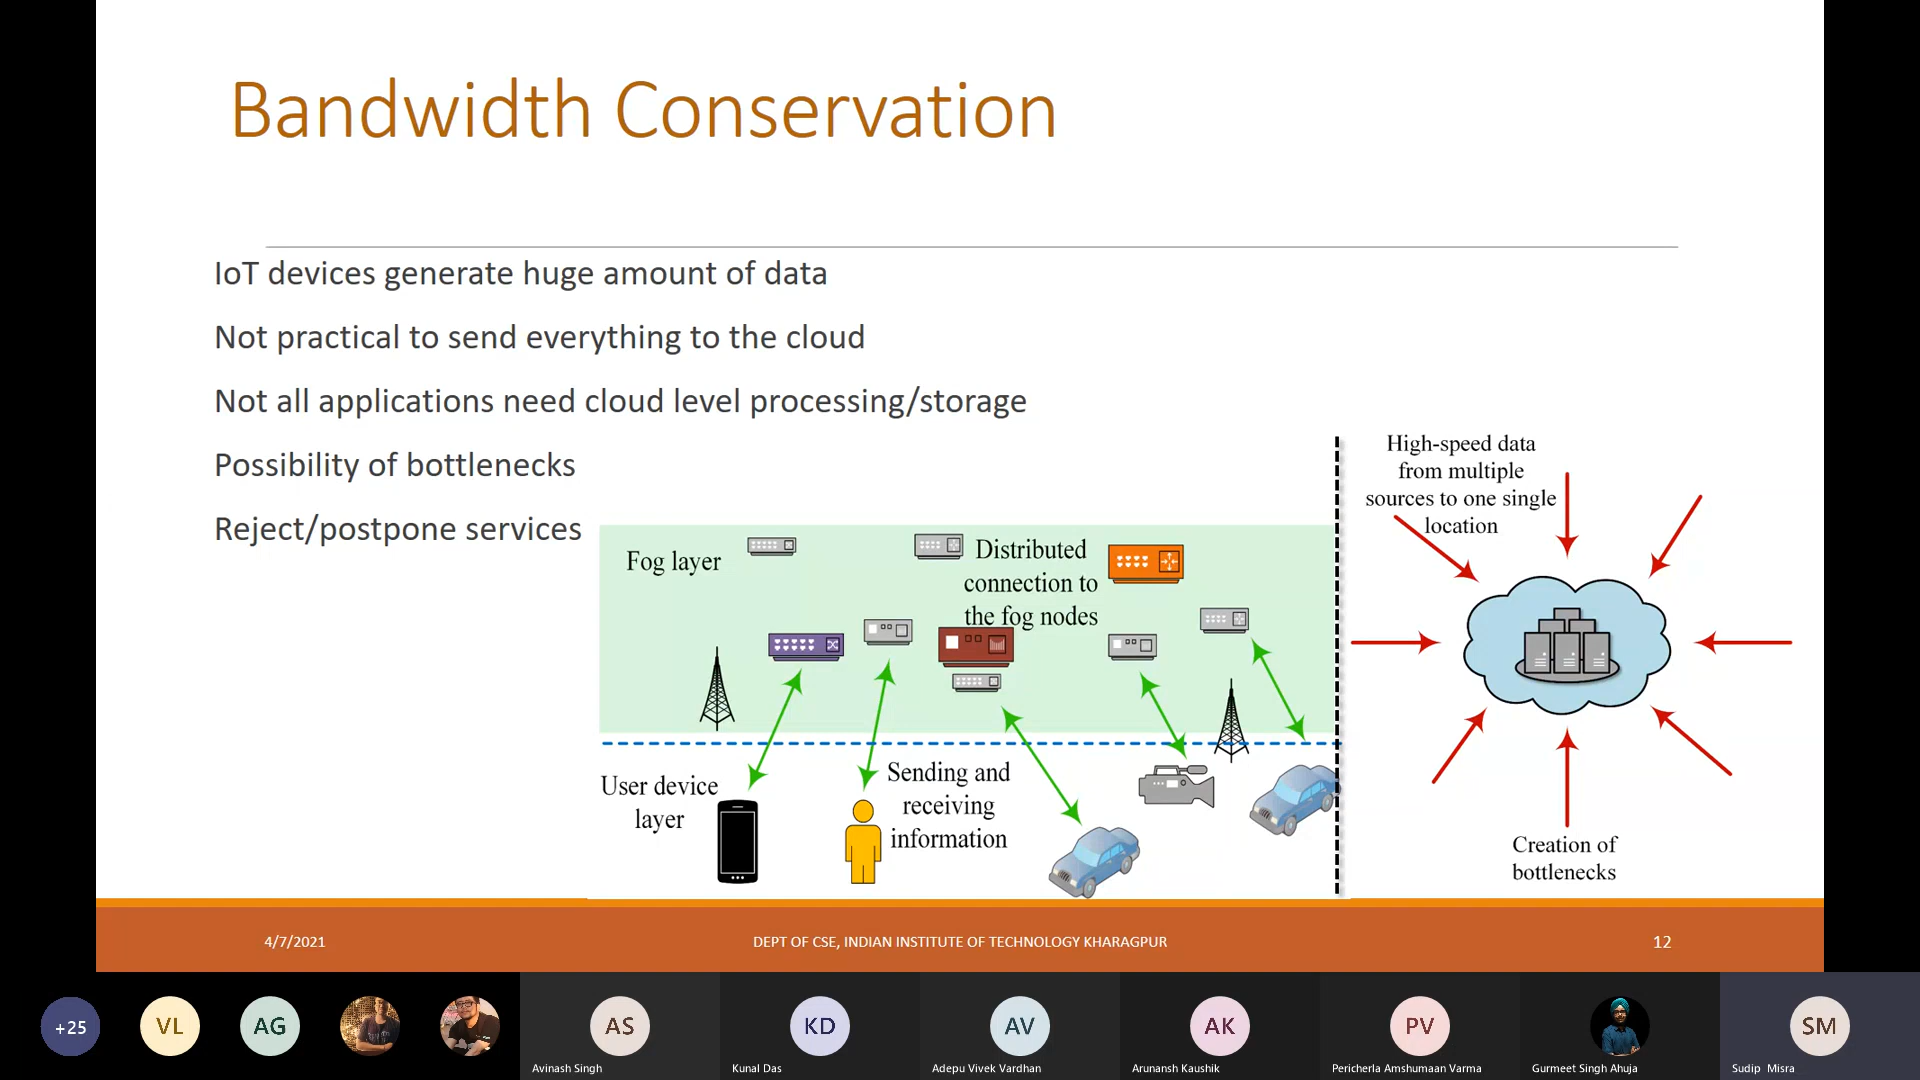 Bandwidth Conservation
IoT devices generate huge amount of data
Not practical to send everything to the cloud
Not all applications need cloud level processing/storage
Possibility of bottlenecks
Reject/postpone services
Fog layer
Distributed
connection to
the fog nodes
User device
layer
Sending and
receiving
information
High-speed data
from multiple
sources to one single
location
Creation of
bottlenecks
4/7/2021
DEPT OF CSE, INDIAN INSTITUTE OF TECHNOLOGY KHARAGPUR
12
+25
VL
AG
AS
Avinash Singh
KD
Kunal Das
AV
Adepu Vivek Vardhan
AK
Arunansh Kaushik
PV
Pericherla Amshumaan Varma
Gurmeet Singh Ahuja
SM
Sudip Misra